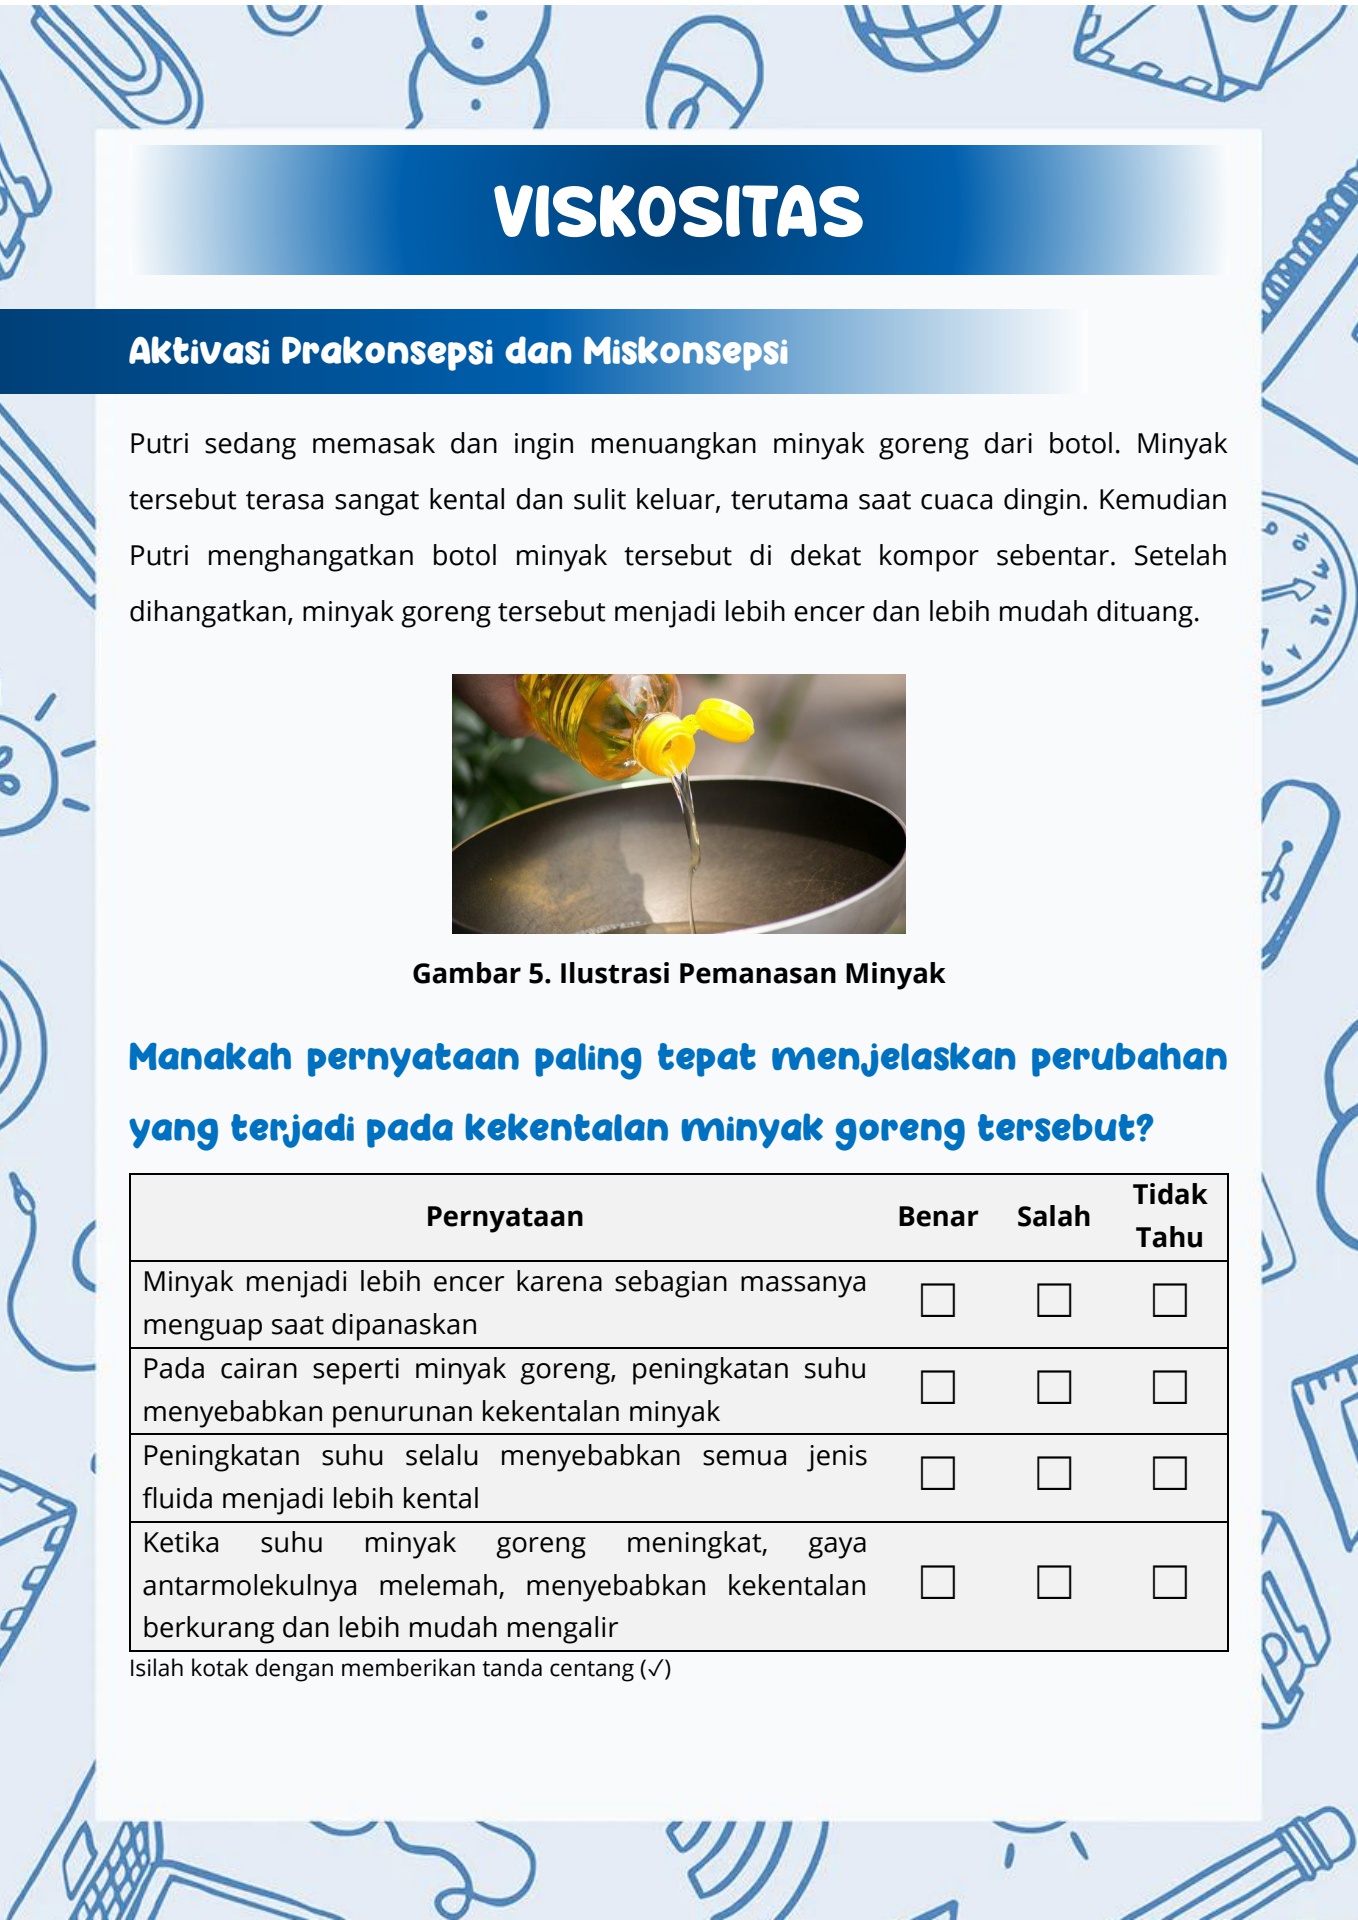 VISKOSITAS
Aktivasi Prakonsepsi dan Miskonsepsi
Putri sedang memasak dan ingin menuangkan minyak goreng dari botol. Minyak
tersebut terasa sangat kental dan sulit keluar, terutama saat cuaca dingin. Kemudian
Putri menghangatkan botol minyak tersebut di dekat kompor sebentar. Setelah
dihangatkan, minyak goreng tersebut menjadi lebih encer dan lebih mudah dituang.
Gambar 5. Ilustrasi Pemanasan Minyak
Manakah pernyataan paling tepat menjelaskan perubahan
yang terjadi pada kekentalan minyak goreng tersebut?
Pernyataan Benar Salah Tidak Tahu
Minyak menjadi lebih encer karena sebagian massanya
menguap saat dipanaskan
☐ ☐ ☐
Pada cairan seperti minyak goreng, peningkatan suhu
menyebabkan penurunan kekentalan minyak
☐ ☐ ☐
Peningkatan suhu selalu menyebabkan semua jenis
fluida menjadi lebih kental
☐ ☐ ☐
Ketika suhu minyak goreng meningkat, gaya
antarmolekulnya melemah, menyebabkan kekentalan
berkurang dan lebih mudah mengalir
☐ ☐ ☐
Isilah kotak dengan memberikan tanda centang (✓)